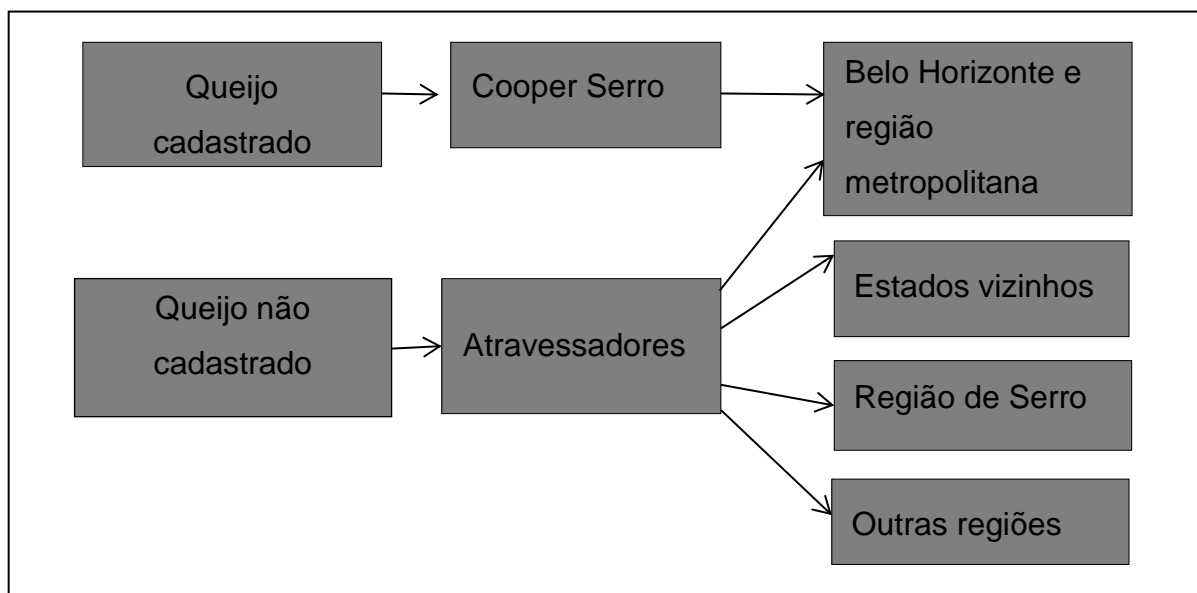 Queijo
cadastrado
Cooper Serro
Belo Horizonte e
região
metropolitana
Queijo não
cadastrado
Atravessadores
Estados vizinhos
Região de Serro
Outras regiões